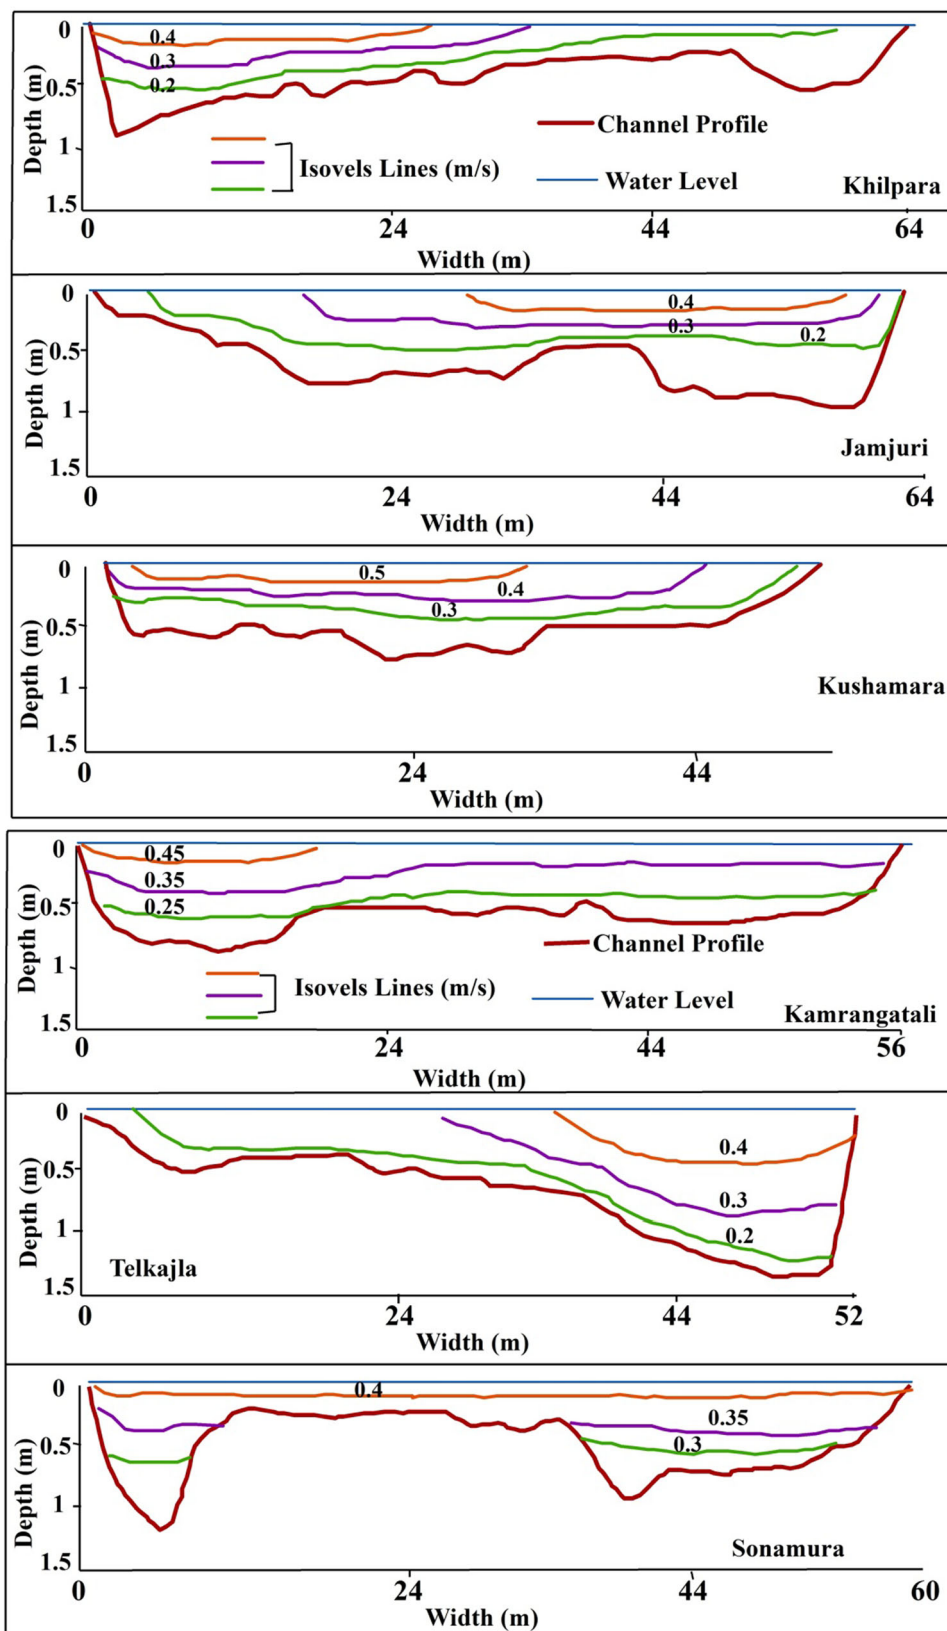 0
0.4
0.3
0.2
0.5
1
1.5
Depth (m)
Channel Profile
Isovels Lines (m/s)
Water Level
Khilpara
0 24 44 64
Width (m)
0
0.4
0.3
0.2
0.5
1
1.5
Depth (m)
Jamjuri
0 24 44 64
Width (m)
0
0.5
0.4
0.3
0.5
1
1.5
Depth (m)
Kushamara
0 24 44
Width (m)
0
0.45
0.35
0.25
0.5
1
1.5
Depth (m)
Channel Profile
Isovels Lines (m/s)
Water Level
Kamrangatali
0 24 44 56
Width (m)
0
0.4
0.3
0.2
0.5
1
1.5
Depth (m)
Telkajla
0 24 44 52
Width (m)
0
0.4
0.35
0.3
0.5
1
1.5
Depth (m)
Sonamura
0 24 44 60
Width (m)